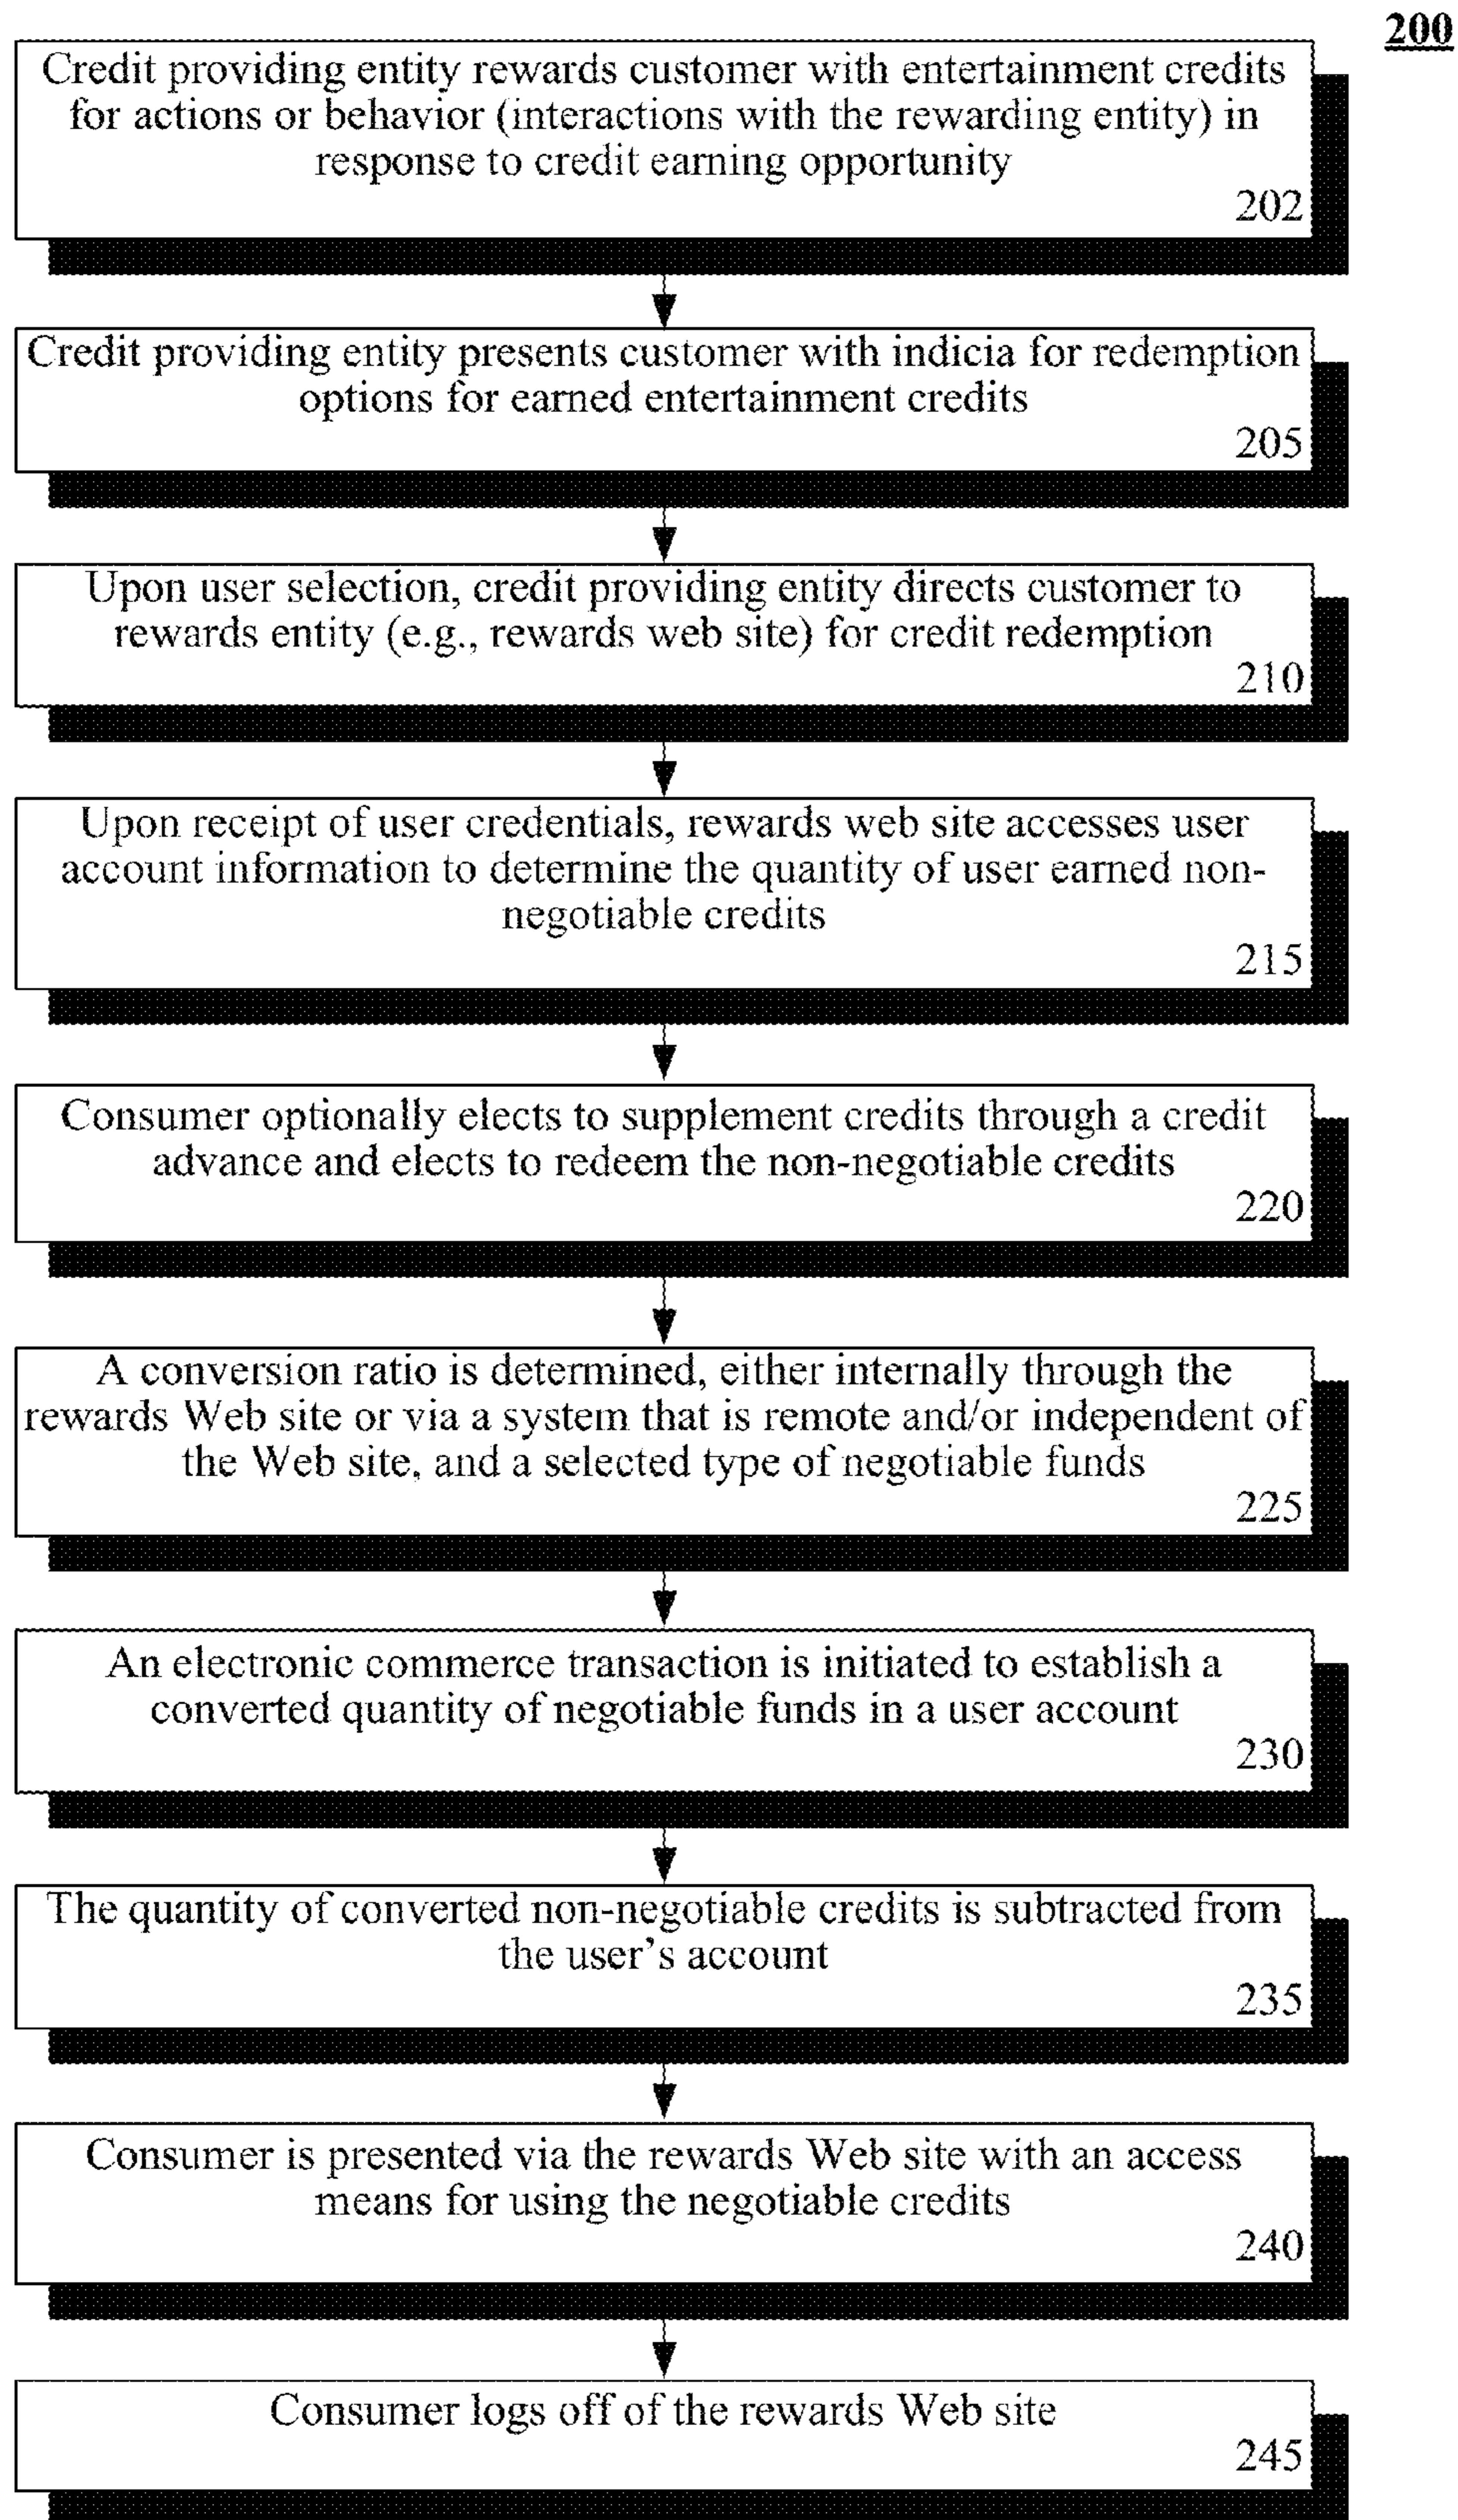 200
Credit providing entity rewards customer with entertainment credits
for actions or behavior (interactions with the rewarding entity) in
response to credit earning opportunity
202
Credit providing entity presents customer with indicia for redemption
options for earned entertainment credits
205
Upon user selection, credit providing entity directs customer to
rewards entity (e.g., rewards web site) for credit redemption
210
Upon receipt of user credentials, rewards web site accesses user
account information to determine the quantity of user earned non-
negotiable credits
215
Consumer optionally elects to supplement credits through a credit
advance and elects to redeem the non-negotiable credits
220
A conversion ratio is determined, either internally through the
rewards Web site or via a system that is remote and/or independent of
the Web site, and a selected type of negotiable funds
225
An electronic commerce transaction is initiated to establish a
converted quantity of negotiable funds in a user account
230
The quantity of converted non-negotiable credits is subtracted from
the user's account
235
Consumer is presented via the rewards Web site with an access
means for using the negotiable credits
240
Consumer logs off of the rewards Web site
245